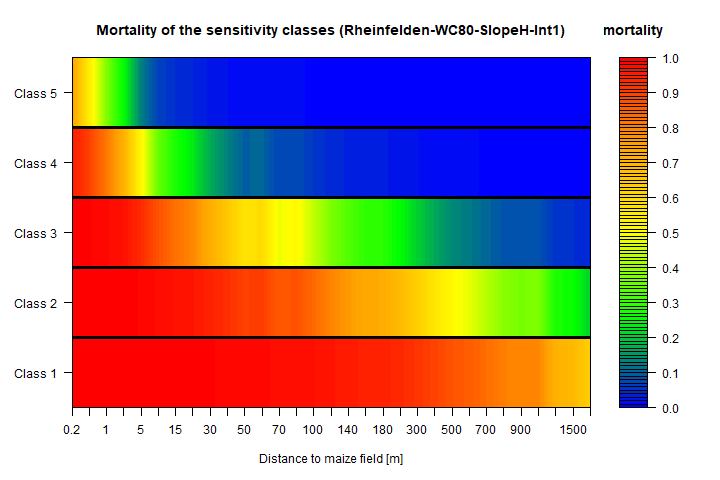 Mortality of the sensitivity classes (Rheinfelden-WC80-SlopeH-Int1)
mortality
Class 5
Class 4
Class 3
Class 2
Class 1
1.0
0.9
0.8
0.7
0.6
0.5
0.4
0.3
0.2
0.1
0.0
0.2 1 5 15 30 50 70 100 140 180 300 500 700 900 1500
Distance to maize field [m]